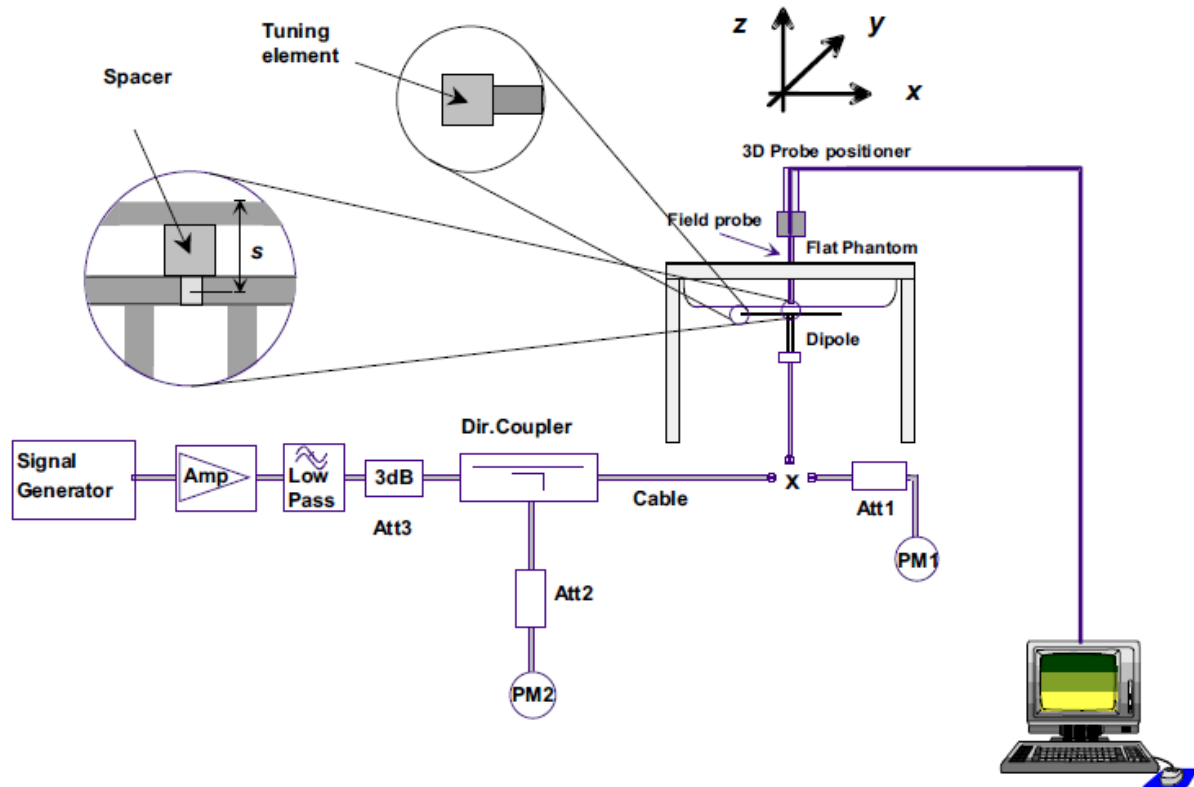 Tuning
element
Spacer
z
y
x
3D Probe positioner
Field probe
Flat Phantom
s
Dipole
Dir.Coupler
Signal
Generator
Amp
Low
Pass
3dB
Att3
Cable
x
Att1
PM1
Att2
PM2